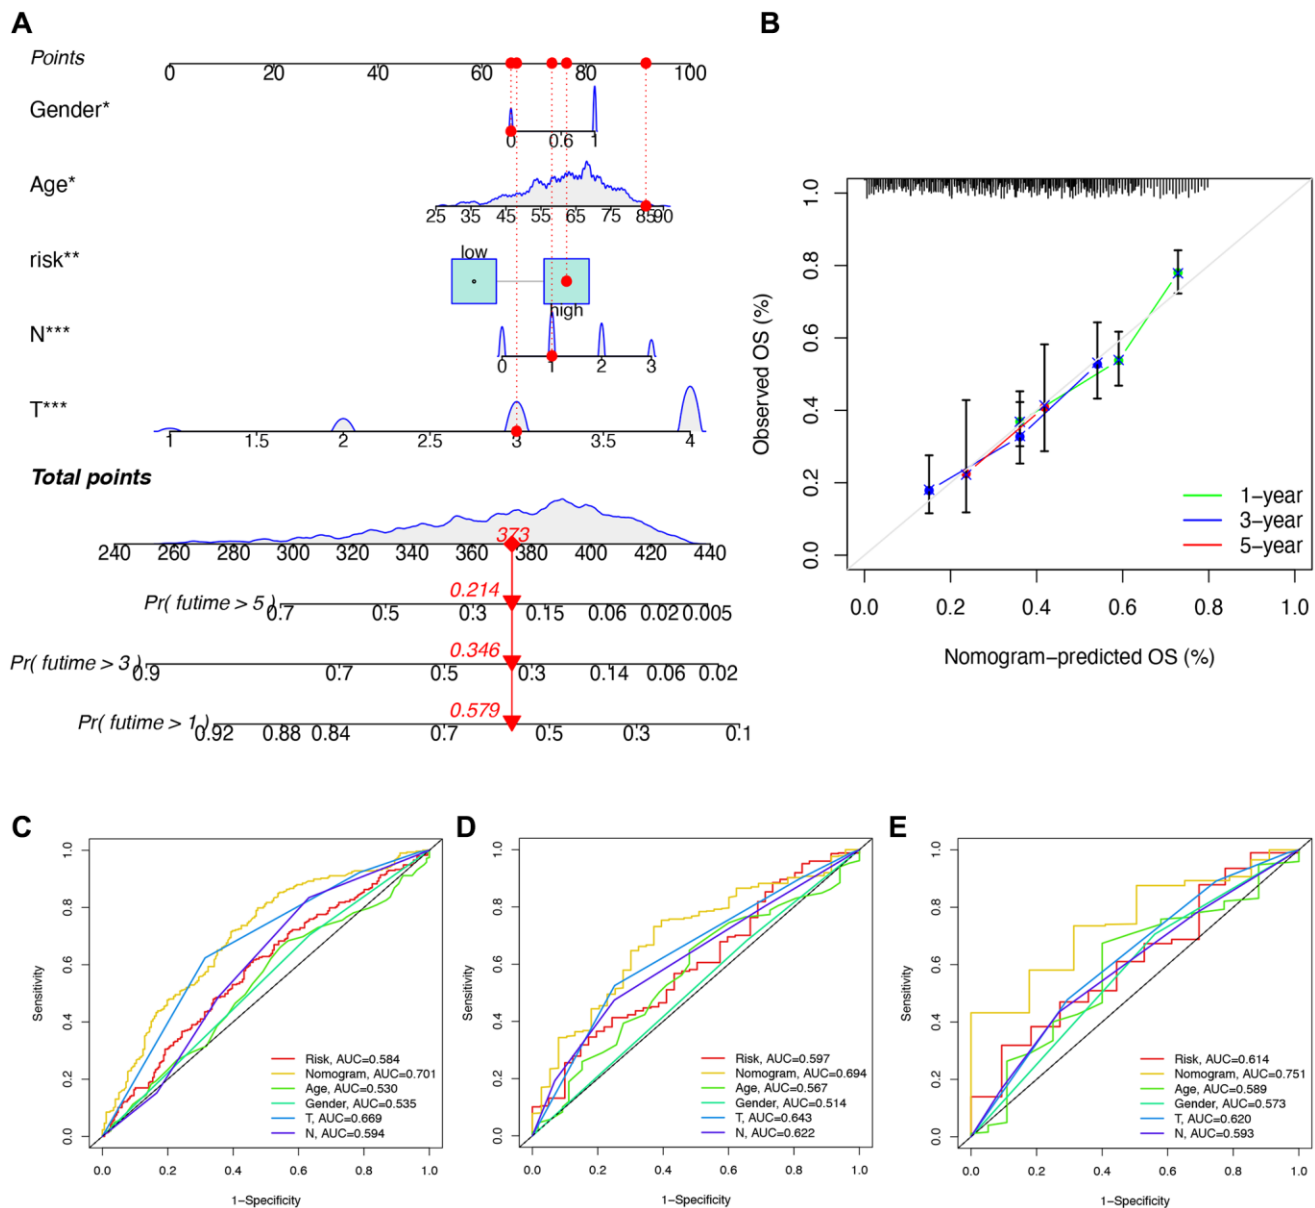 A
Points
0 20 40 60 80 100
Gender*
0 0.6 1
Age*
25 35 45 55 65 75 85 90
risk**
low
high
N***
0 1 2 3
T***
1 1.5 2 2.5 3 3.5 4
Total points
373
240 260 280 300 320 340 360 380 400 420 440
0.214
Pr( futime > 5 )
0.7 0.5 0.3 0.15 0.06 0.02 0.005
0.346
Pr( futime > 3 )
0.9 0.7 0.5 0.3 0.14 0.06 0.02
0.579
Pr( futime > 1 )
0.92 0.88 0.84 0.7 0.5 0.3 0.1
B
Observed OS (%)
1.0
0.8
0.6
0.4
0.2
0.0
1-year
3-year
5-year
0.0 0.2 0.4 0.6 0.8 1.0
Nomogram-predicted OS (%)
C
Sensitivity
1.0
0.8
0.6
0.4
0.2
0.0
Risk, AUC=0.584
Nomogram, AUC=0.701
Age, AUC=0.530
Gender, AUC=0.535
T, AUC=0.669
N, AUC=0.594
0.0 0.2 0.4 0.6 0.8 1.0
1-Specificity
D
Sensitivity
1.0
0.8
0.6
0.4
0.2
0.0
Risk, AUC=0.597
Nomogram, AUC=0.694
Age, AUC=0.567
Gender, AUC=0.514
T, AUC=0.643
N, AUC=0.622
0.0 0.2 0.4 0.6 0.8 1.0
1-Specificity
E
Sensitivity
1.0
0.8
0.6
0.4
0.2
0.0
Risk, AUC=0.614
Nomogram, AUC=0.751
Age, AUC=0.589
Gender, AUC=0.573
T, AUC=0.620
N, AUC=0.593
0.0 0.2 0.4 0.6 0.8 1.0
1-Specificity